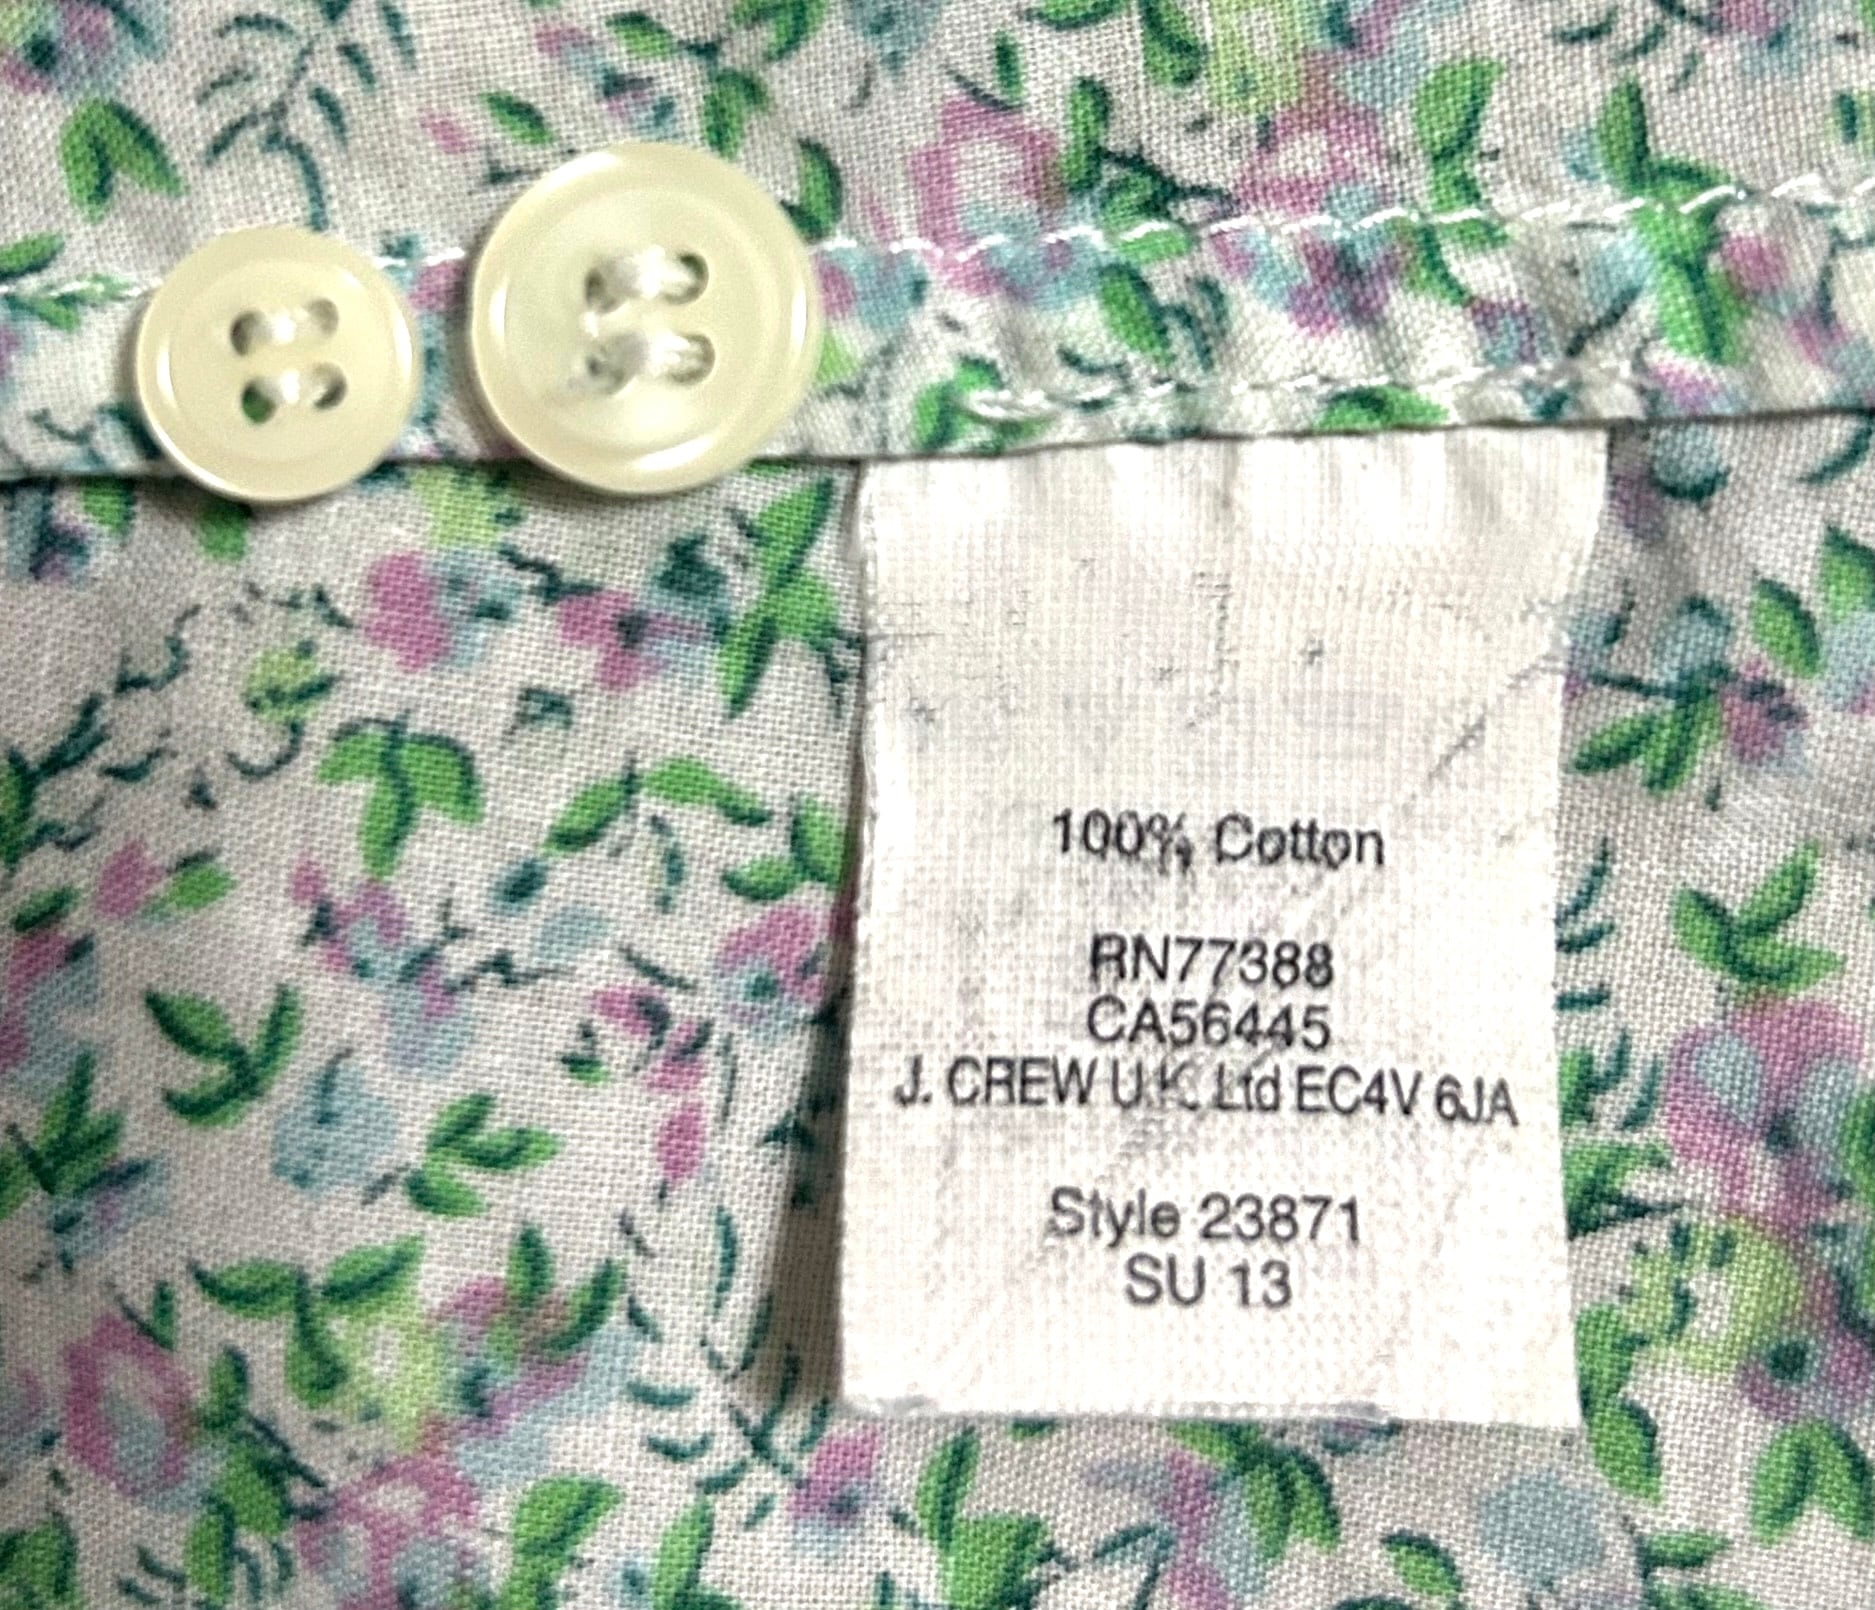 100% Cotton
RN77388
CA56445
J. CREW U.K. Ltd EC4V 6JA
Style 23871
SU 13